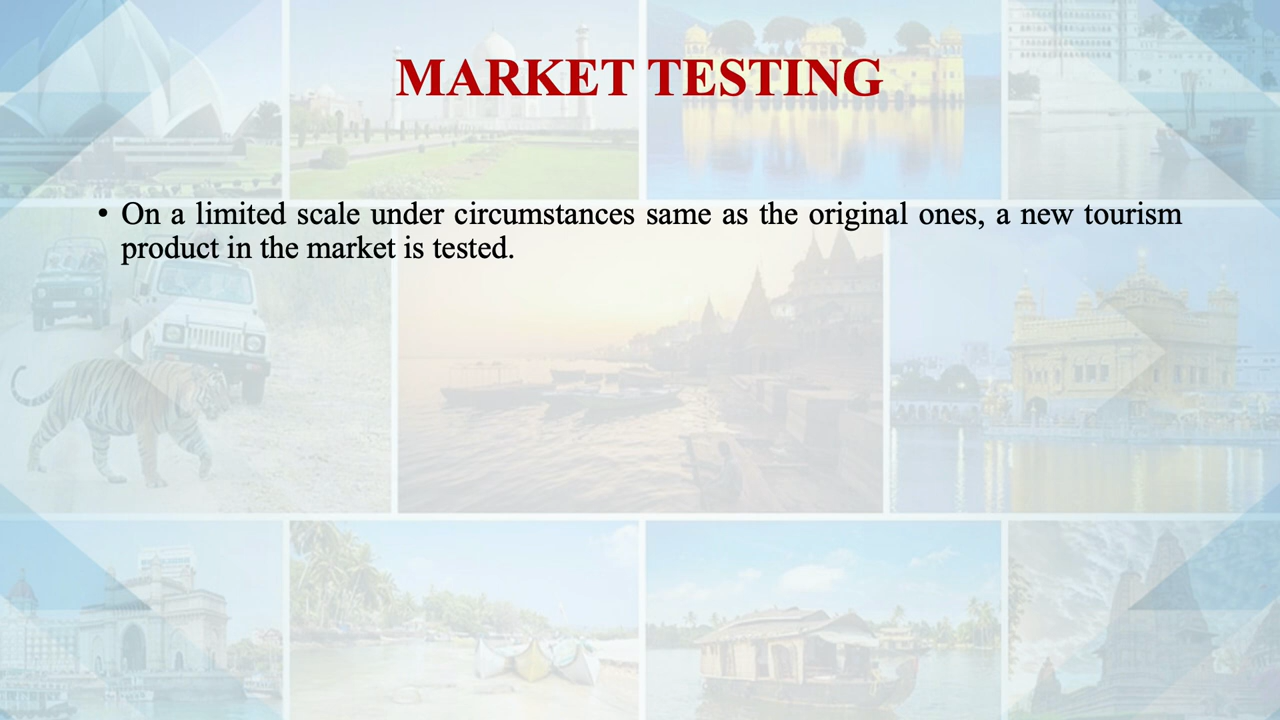 MARKET TESTING
• On a limited scale under circumstances same as the original ones, a new tourism
product in the market is tested.